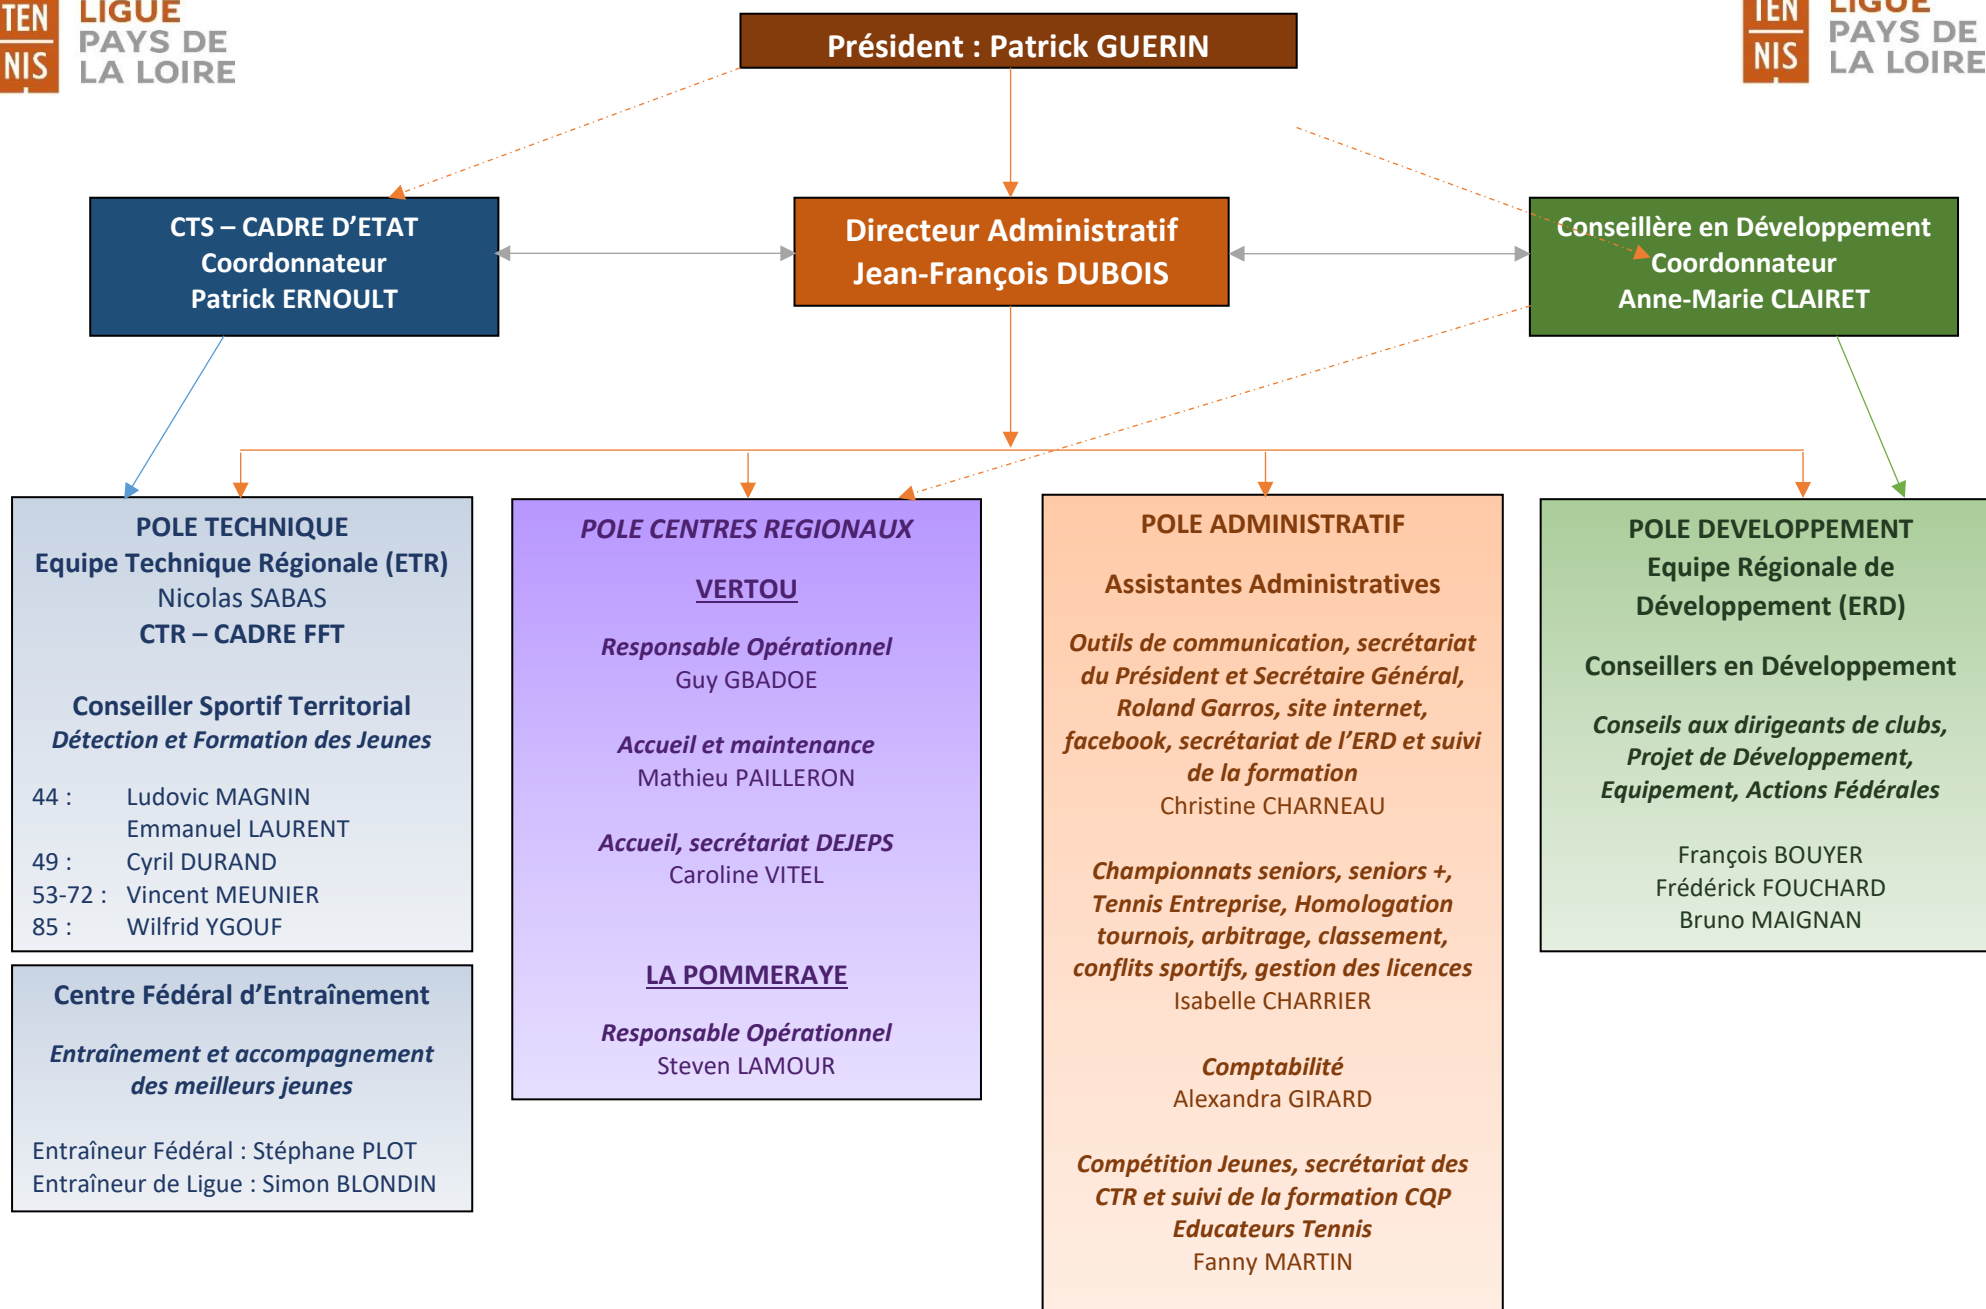 TEN
NIS
LIGUE
PAYS DE
LA LOIRE
Président : Patrick GUERIN
TEN
NIS
LIGUE
PAYS DE
LA LOIRE
CTS – CADRE D’ETAT
Coordonnateur
Patrick ERNOULT
Directeur Administratif
Jean-François DUBOIS
Conseillère en Développement
Coordonnateur
Anne-Marie CLAIRET
POLE TECHNIQUE
Equipe Technique Régionale (ETR)
Nicolas SABAS
CTR – CADRE FFT
Conseiller Sportif Territorial
Détection et Formation des Jeunes
44 : Ludovic MAGNIN
Emmanuel LAURENT
49 : Cyril DURAND
53-72 : Vincent MEUNIER
85 : Wilfrid YGOUF
Centre Fédéral d’Entraînement
Entraînement et accompagnement
des meilleurs jeunes
Entraîneur Fédéral : Stéphane PLOT
Entraîneur de Ligue : Simon BLONDIN
POLE CENTRES REGIONAUX
VERTOU
Responsable Opérationnel
Guy GBADOE
Accueil et maintenance
Mathieu PAILLERON
Accueil, secrétariat DEJEPS
Caroline VITEL
LA POMMERAYE
Responsable Opérationnel
Steven LAMOUR
POLE ADMINISTRATIF
Assistantes Administratives
Outils de communication, secrétariat
du Président et Secrétaire Général,
Roland Garros, site internet,
facebook, secrétariat de l’ERD et suivi
de la formation
Christine CHARNEAU
Championnats seniors, seniors +,
Tennis Entreprise, Homologation
tournois, arbitrage, classement,
conflits sportifs, gestion des licences
Isabelle CHARRIER
Comptabilité
Alexandra GIRARD
Compétition Jeunes, secrétariat des
CTR et suivi de la formation CQP
Educateurs Tennis
Fanny MARTIN
POLE DEVELOPPEMENT
Equipe Régionale de
Développement (ERD)
Conseillers en Développement
Conseils aux dirigeants de clubs,
Projet de Développement,
Equipement, Actions Fédérales
François BOUYER
Frédérick FOUCHARD
Bruno MAIGNAN